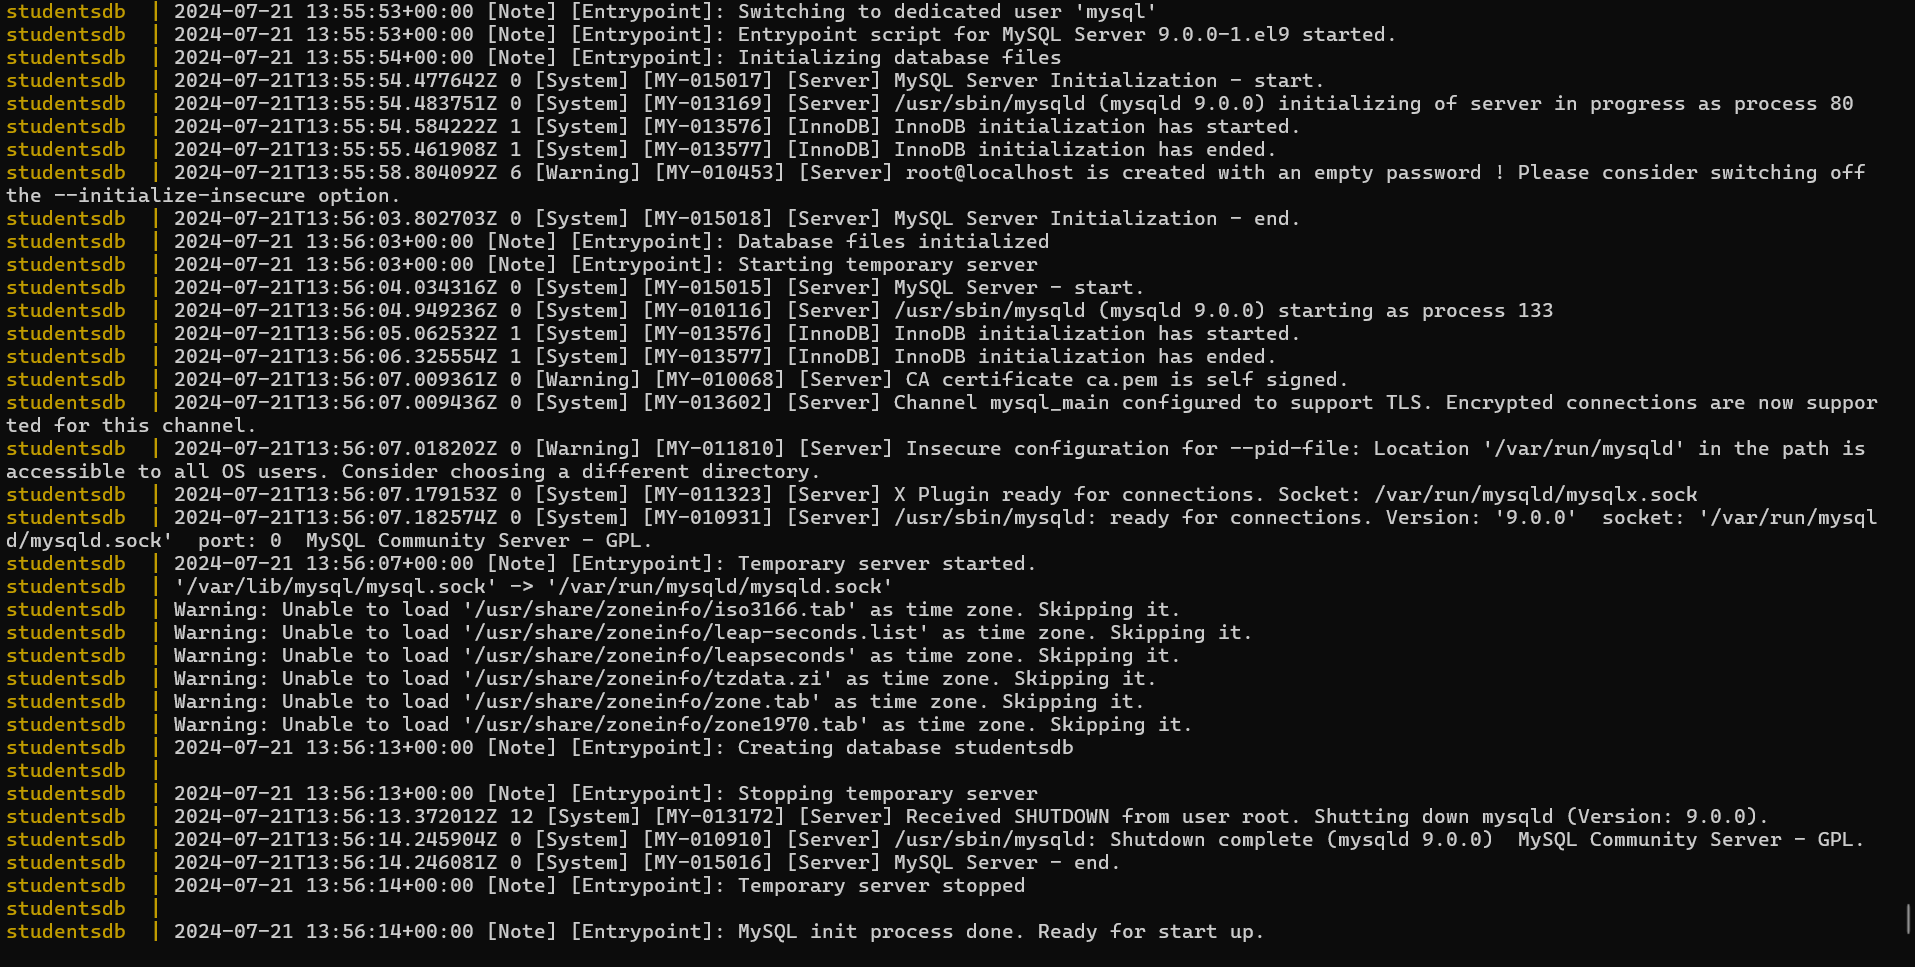 studentsdb  | 2024-07-21 13:55:53+00:00 [Note] [Entrypoint]: Switching to dedicated user 'mysql'
studentsdb  | 2024-07-21 13:55:53+00:00 [Note] [Entrypoint]: Entrypoint script for MySQL Server 9.0.0-1.el9 started.
studentsdb  | 2024-07-21 13:55:54+00:00 [Note] [Entrypoint]: Initializing database files
studentsdb  | 2024-07-21T13:55:54.477642Z 0 [System] [MY-015017] [Server] MySQL Server Initialization - start.
studentsdb  | 2024-07-21T13:55:54.483751Z 0 [System] [MY-013169] [Server] /usr/sbin/mysqld (mysqld 9.0.0) initializing of server in progress as process 80
studentsdb  | 2024-07-21T13:55:54.584222Z 1 [System] [MY-013576] [InnoDB] InnoDB initialization has started.
studentsdb  | 2024-07-21T13:55:55.461908Z 1 [System] [MY-013577] [InnoDB] InnoDB initialization has ended.
studentsdb  | 2024-07-21T13:55:58.804092Z 6 [Warning] [MY-010453] [Server] root@localhost is created with an empty password ! Please consider switching off
the --initialize-insecure option.
studentsdb  | 2024-07-21T13:56:03.802703Z 0 [System] [MY-015018] [Server] MySQL Server Initialization - end.
studentsdb  | 2024-07-21 13:56:03+00:00 [Note] [Entrypoint]: Database files initialized
studentsdb  | 2024-07-21 13:56:03+00:00 [Note] [Entrypoint]: Starting temporary server
studentsdb  | 2024-07-21T13:56:04.034316Z 0 [System] [MY-015015] [Server] MySQL Server - start.
studentsdb  | 2024-07-21T13:56:04.949236Z 0 [System] [MY-010116] [Server] /usr/sbin/mysqld (mysqld 9.0.0) starting as process 133
studentsdb  | 2024-07-21T13:56:05.062532Z 1 [System] [MY-013576] [InnoDB] InnoDB initialization has started.
studentsdb  | 2024-07-21T13:56:06.325554Z 1 [System] [MY-013577] [InnoDB] InnoDB initialization has ended.
studentsdb  | 2024-07-21T13:56:07.009361Z 0 [Warning] [MY-010068] [Server] CA certificate ca.pem is self signed.
studentsdb  | 2024-07-21T13:56:07.009436Z 0 [System] [MY-013602] [Server] Channel mysql_main configured to support TLS. Encrypted connections are now suppor
ted for this channel.
studentsdb  | 2024-07-21T13:56:07.018202Z 0 [Warning] [MY-011810] [Server] Insecure configuration for --pid-file: Location '/var/run/mysqld' in the path is
accessible to all OS users. Consider choosing a different directory.
studentsdb  | 2024-07-21T13:56:07.179153Z 0 [System] [MY-011323] [Server] X Plugin ready for connections. Socket: /var/run/mysqld/mysqlx.sock
studentsdb  | 2024-07-21T13:56:07.182574Z 0 [System] [MY-010931] [Server] /usr/sbin/mysqld: ready for connections. Version: '9.0.0'  socket: '/var/run/mysql
d/mysqld.sock'  port: 0  MySQL Community Server - GPL.
studentsdb  | 2024-07-21 13:56:07+00:00 [Note] [Entrypoint]: Temporary server started.
studentsdb  | '/var/lib/mysql/mysql.sock' -> '/var/run/mysqld/mysqld.sock'
studentsdb  | Warning: Unable to load '/usr/share/zoneinfo/iso3166.tab' as time zone. Skipping it.
studentsdb  | Warning: Unable to load '/usr/share/zoneinfo/leap-seconds.list' as time zone. Skipping it.
studentsdb  | Warning: Unable to load '/usr/share/zoneinfo/leapseconds' as time zone. Skipping it.
studentsdb  | Warning: Unable to load '/usr/share/zoneinfo/tzdata.zi' as time zone. Skipping it.
studentsdb  | Warning: Unable to load '/usr/share/zoneinfo/zone.tab' as time zone. Skipping it.
studentsdb  | Warning: Unable to load '/usr/share/zoneinfo/zone1970.tab' as time zone. Skipping it.
studentsdb  | 2024-07-21 13:56:13+00:00 [Note] [Entrypoint]: Creating database studentsdb
studentsdb  |
studentsdb  | 2024-07-21 13:56:13+00:00 [Note] [Entrypoint]: Stopping temporary server
studentsdb  | 2024-07-21T13:56:13.372012Z 12 [System] [MY-013172] [Server] Received SHUTDOWN from user root. Shutting down mysqld (Version: 9.0.0).
studentsdb  | 2024-07-21T13:56:14.245904Z 0 [System] [MY-010910] [Server] /usr/sbin/mysqld: Shutdown complete (mysqld 9.0.0)  MySQL Community Server - GPL.
studentsdb  | 2024-07-21T13:56:14.246081Z 0 [System] [MY-015016] [Server] MySQL Server - end.
studentsdb  | 2024-07-21 13:56:14+00:00 [Note] [Entrypoint]: Temporary server stopped
studentsdb  |
studentsdb  | 2024-07-21 13:56:14+00:00 [Note] [Entrypoint]: MySQL init process done. Ready for start up.